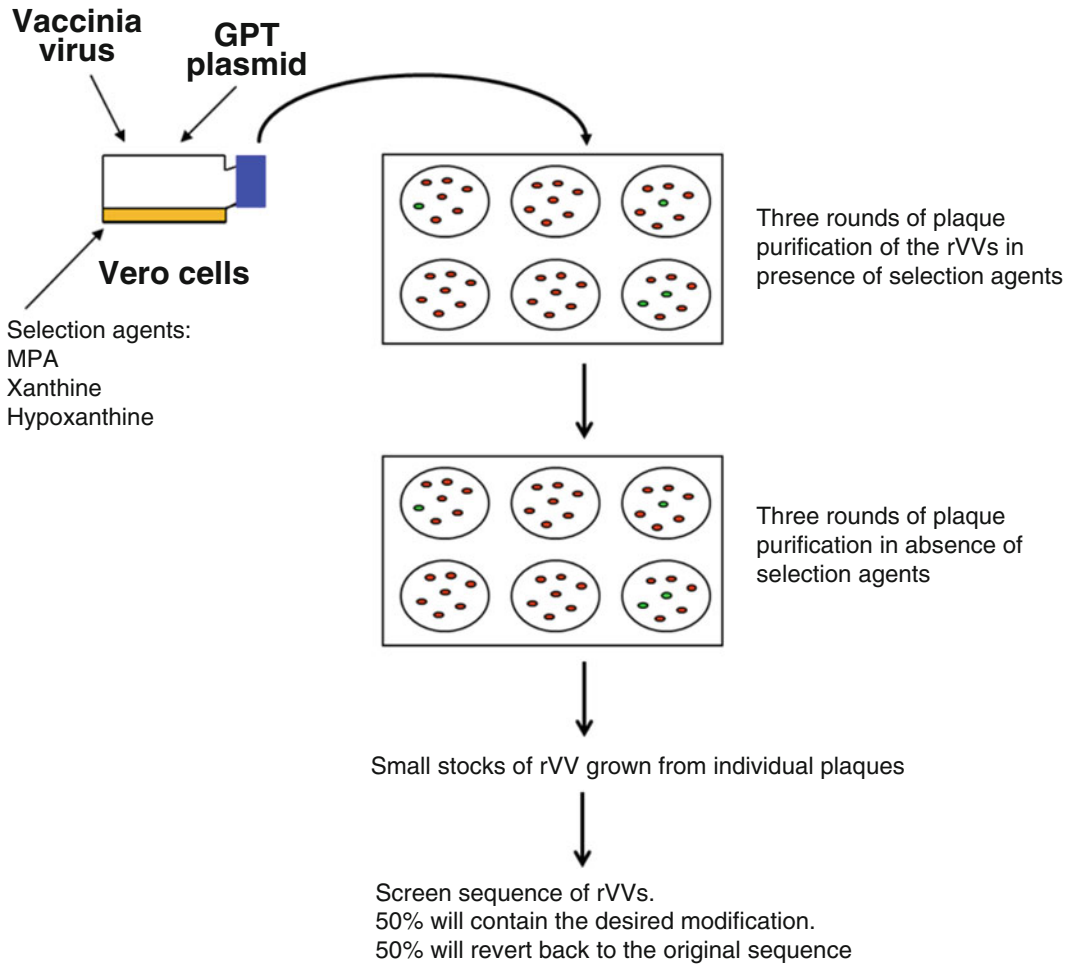 Vaccinia
virus
GPT
plasmid
Vero cells
Selection agents:
MPA
Xanthine
Hypoxanthine
Three rounds of plaque
purification of the rVVs in
presence of selection agents
Three rounds of plaque
purification in absence of
selection agents
Small stocks of rVV grown from individual plaques
Screen sequence of rVVs.
50% will contain the desired modification.
50% will revert back to the original sequence